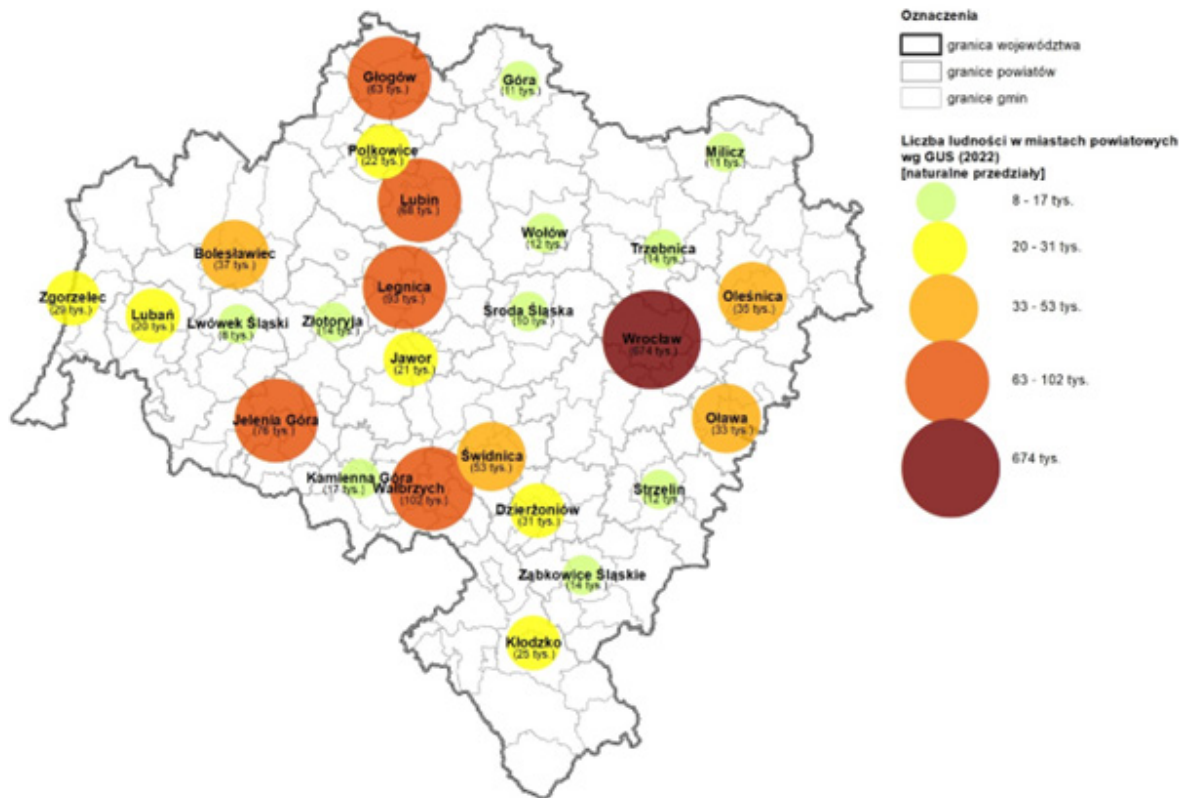 Oznaczenia
granica województwa
granice powiatów
granice gmin
Liczba ludności w miastach powiatowych
wg GUS (2022)
[naturalne przedziały]
8 - 17 tys.
20 - 31 tys.
33 - 53 tys.
63 - 102 tys.
674 tys.
Głogów
(63 tys.)
Góra
(11 tys.)
Polkowice
(22 tys.)
Milicz
(11 tys.)
Lubin
(68 tys.)
Wołów
(12 tys.)
Trzebnica
(14 tys.)
Bolesławiec
(37 tys.)
Legnica
(93 tys.)
Oleśnica
(35 tys.)
Zgorzelec
(29 tys.)
Lubań
(20 tys.)
Lwówek Śląski
(8 tys.)
Złotoryja
(14 tys.)
Środa Śląska
(10 tys.)
Wrocław
(674 tys.)
Jawor
(21 tys.)
Jelenia Góra
(76 tys.)
Oława
(33 tys.)
Świdnica
(53 tys.)
Kamienna Góra
(17 tys.)
Wałbrzych
(102 tys.)
Strzelin
(12 tys.)
Dzierżoniów
(31 tys.)
Ząbkowice Śląskie
(14 tys.)
Kłodzko
(25 tys.)